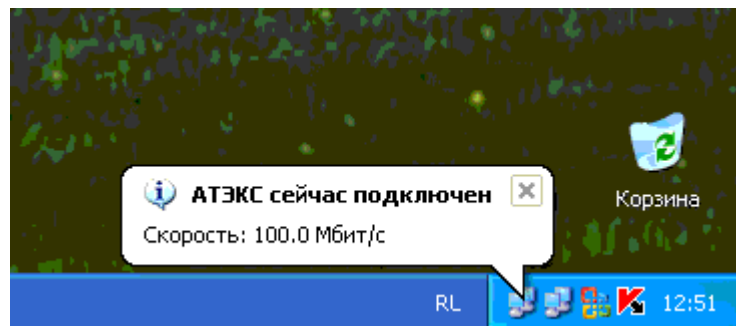 АТЭКС сейчас подключен
Скорость: 100.0 Мбит/с
Корзина
RL
12:51